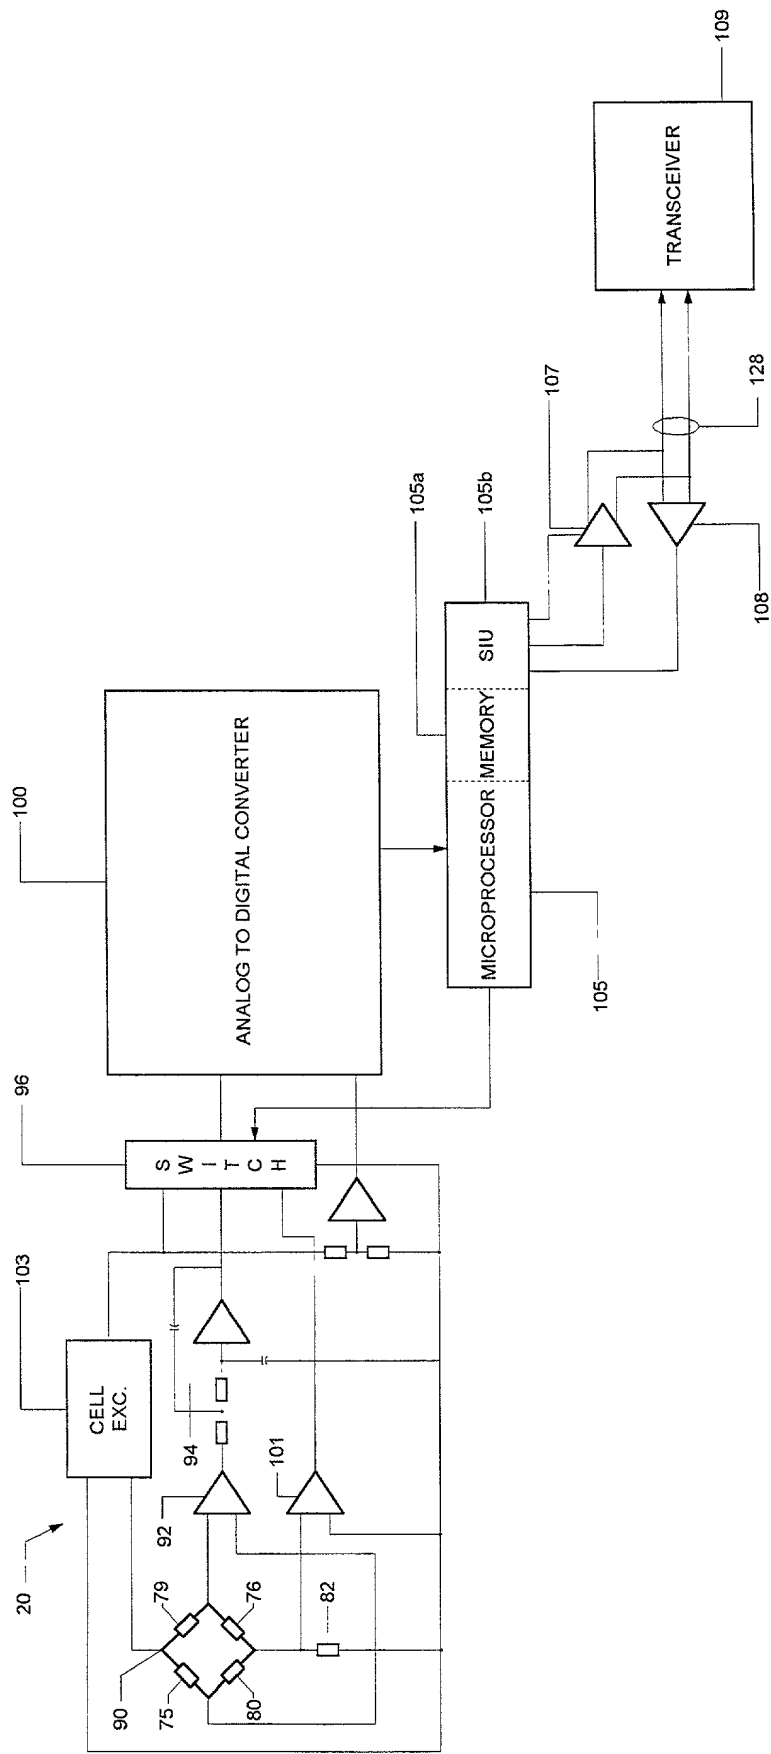 20
103
CELL
EXC.
96
SWITCH
100
ANALOG TO DIGITAL CONVERTER
90
79
75
76
80
82
92
94
101
105
MICROPROCESSOR
MEMORY
SIU
105a
105b
107
108
128
TRANSCEIVER
109